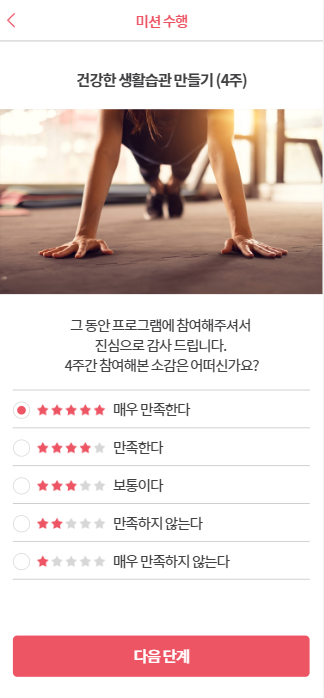 미션 수행
건강한 생활습관 만들기 (4주)
그 동안 프로그램에 참여해주셔서
진심으로 감사 드립니다.
4주간 참여해본 소감은 어떠신가요?
매우 만족한다
만족한다
보통이다
만족하지 않는다
매우 만족하지 않는다
다음 단계